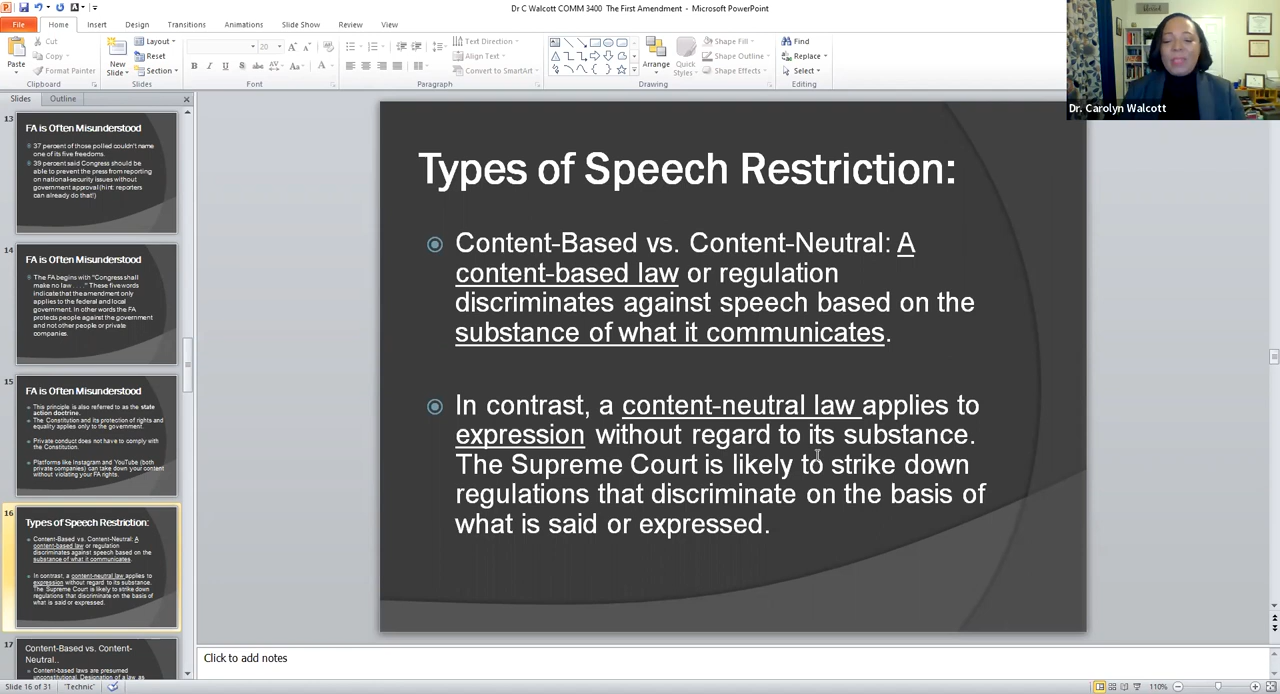 Dr C Walcott COMM 3400 The First Amendment - Microsoft PowerPoint
File Home Insert Design Transitions Animations Slide Show Review View
Cut
Copy
Format Painter
Paste
Clipboard
New
Slide
Layout
Reset
Section
Slides
20
Font
Text Direction
Align Text
Convert to SmartArt
Paragraph
Arrange
Quick
Styles
Shape Fill
Shape Outline
Shape Effects
Drawing
Find
Replace
Select
Editing
Dr. Carolyn Walcott
Slides Outline
13
FA is Often Misunderstood
37 percent of those polled couldn't name
one of its five freedoms.
39 percent said Congress should be
able to prevent the press from reporting
on national-security issues without
government approval (hint: reporters
can already do that!)
14
FA is Often Misunderstood
The FA begins with "Congress shall
make no law . . . ." These five words
indicate that the amendment only
applies to the federal and local
government. In other words the FA
protects people against the government
and not other people or private
companies.
15
FA is Often Misunderstood
This principle is also referred to as the state
action doctrine.
The Constitution and its protection of rights and
equality applies only to the government.
Private conduct does not have to comply with
the Constitution.
Platforms like Instagram and YouTube (both
private companies) can take down your content
without violating your FA rights.
16
Types of Speech Restriction:
Content-Based vs. Content-Neutral: A
content-based law or regulation
discriminates against speech based on the
substance of what it communicates.
In contrast, a content-neutral law applies to
expression without regard to its substance.
The Supreme Court is likely to strike down
regulations that discriminate on the basis of
what is said or expressed.
17
Content-Based vs. Content-
Neutral..
Content-based laws are presumed
unconstitutional. Designation of a law as
Types of Speech Restriction:
Content-Based vs. Content-Neutral: A
content-based law or regulation
discriminates against speech based on the
substance of what it communicates.
In contrast, a content-neutral law applies to
expression without regard to its substance.
The Supreme Court is likely to strike down
regulations that discriminate on the basis of
what is said or expressed.
Click to add notes
Slide 16 of 31 "Technic" 110%